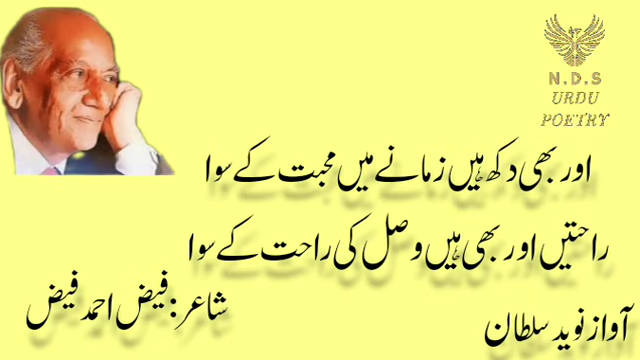 N.D.S
URDU
POETRY
اور بھی دکھ ہیں زمانے میں محبت کے سوا
راحتیں اور بھی ہیں وصل کی راحت کے سوا
شاعر: فیض احمد فیض
آواز نوید سلطان